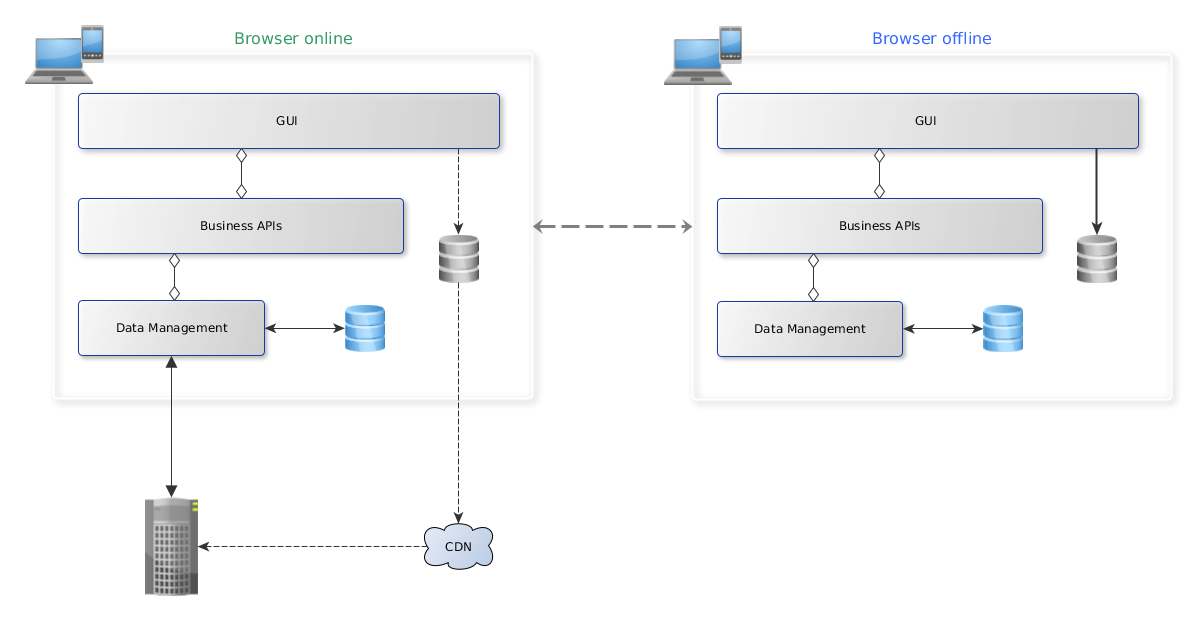 Browser online
Browser offline
GUI
GUI
Business APIs
Business APIs
Data Management
Data Management
CDN